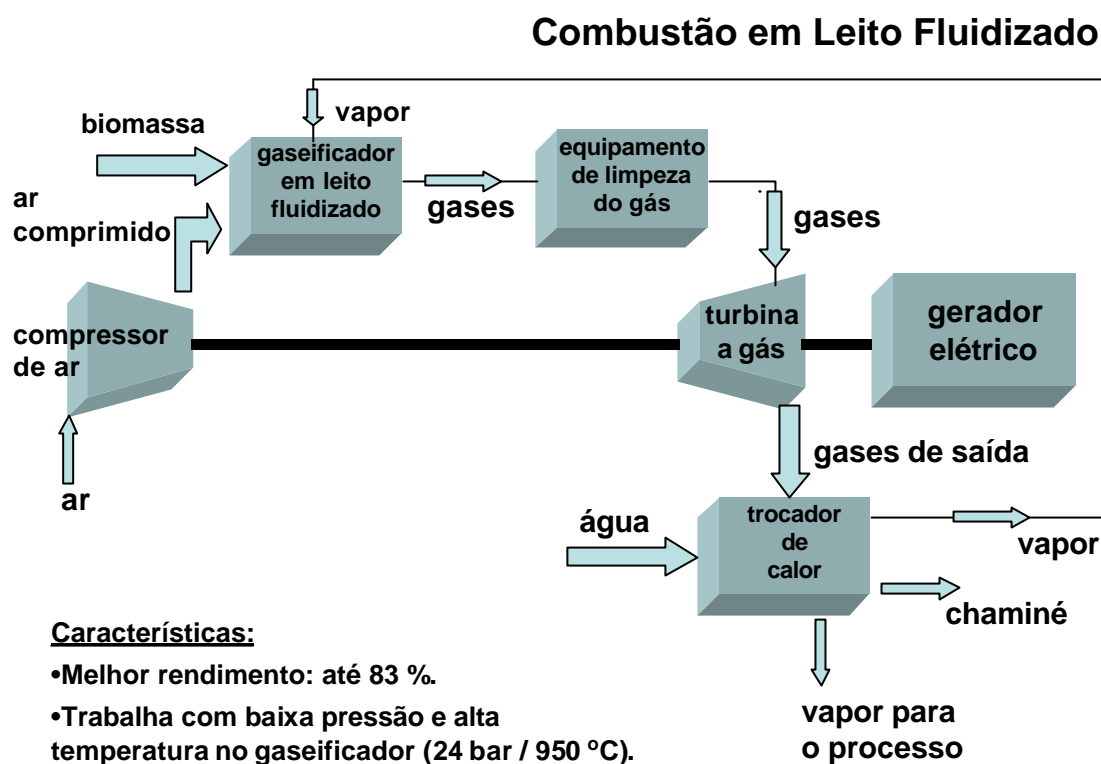 Combustão em Leito Fluidizado
vapor
biomassa
gaseificador
em leito
fluidizado
equipamento
de limpeza
do gás
ar
comprimido
gases
gases
compressor
de ar
turbina
a gás
gerador
elétrico
gases de saída
ar
água
trocador
de
calor
vapor
chaminé
Características:
•Melhor rendimento: até 83 %.
•Trabalha com baixa pressão e alta
temperatura no gaseificador (24 bar / 950 ºC).
vapor para
o processo